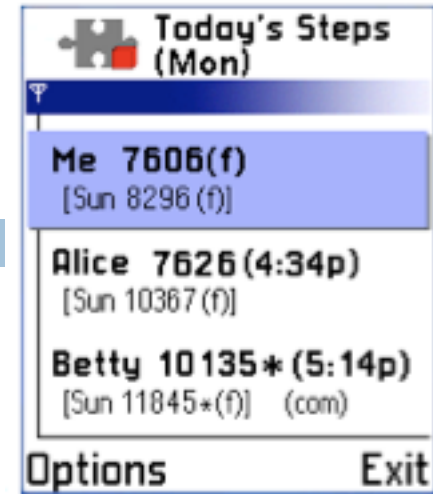 Today's Steps
(Mon)
Me 7606(f)
[Sun 8296 (f)]
Alice 7626 (4:34p)
[Sun 10367 (f)]
Betty 10135* (5:14p)
[Sun 11845*(f)] (com)
Options Exit